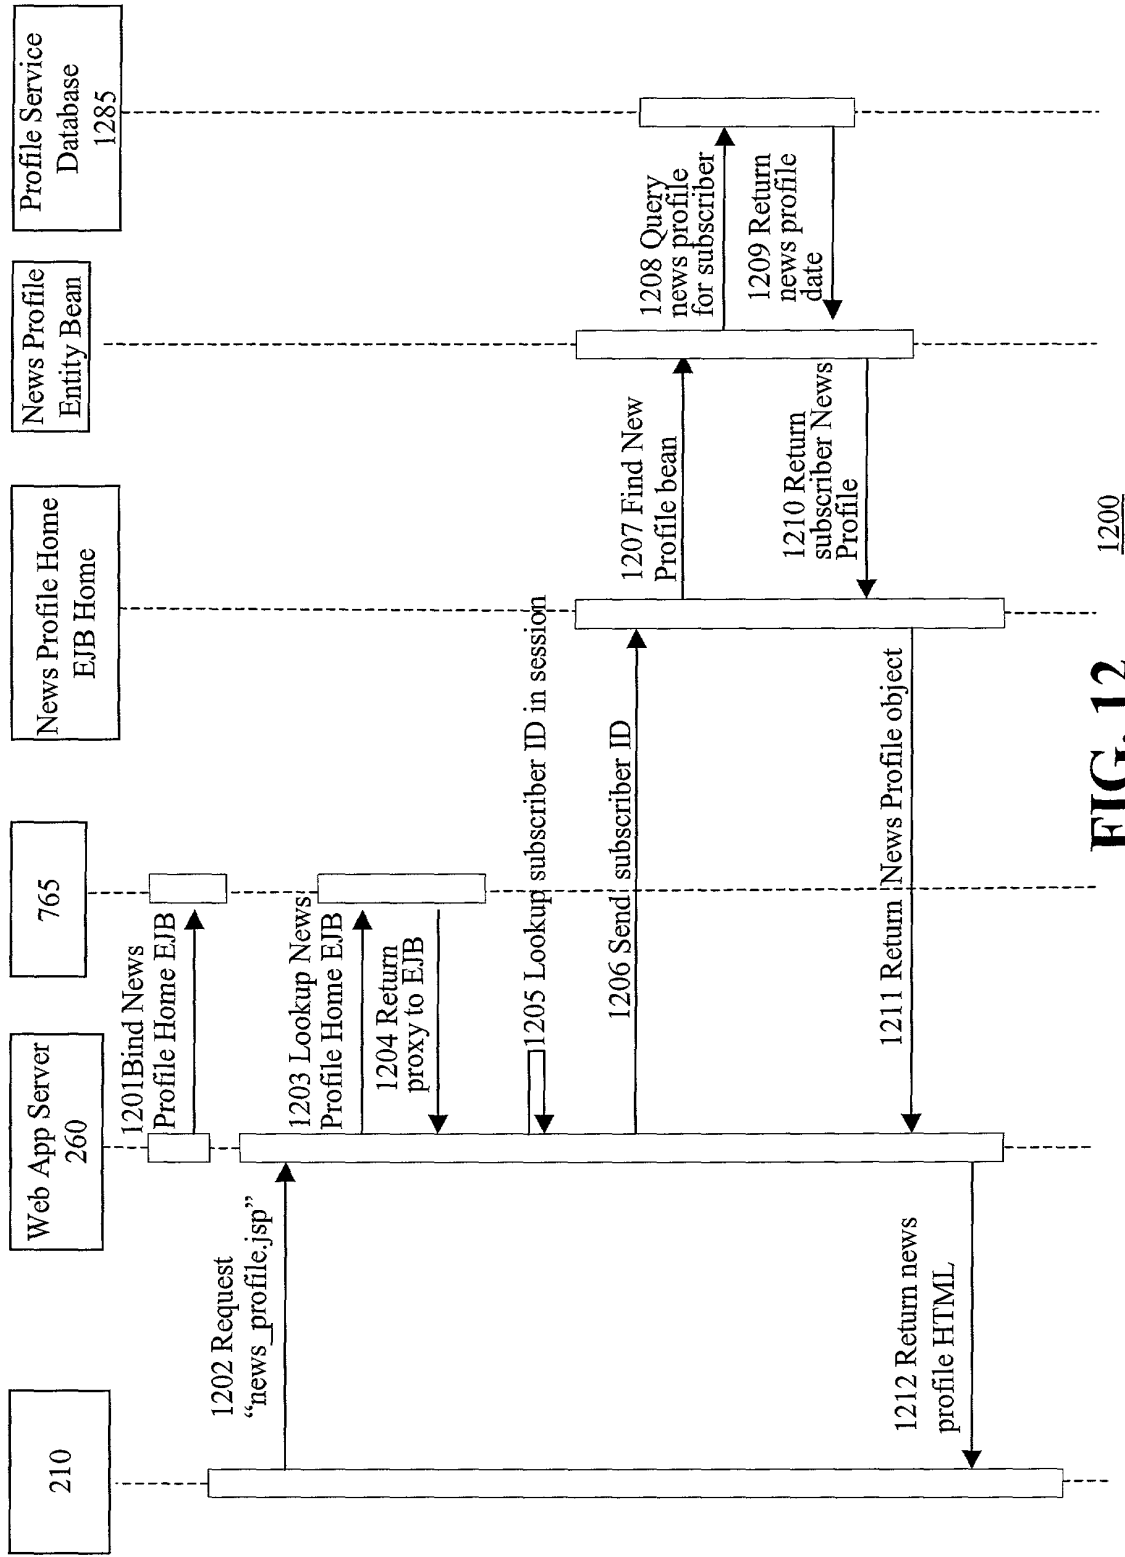 210
Web App Server
260
765
News Profile Home
EJB Home
News Profile
Entity Bean
Profile Service
Database
1285
1201Bind News
Profile Home EJB
1202 Request
“news_profile.jsp”
1203 Lookup News
Profile Home EJB
1204 Return
proxy to EJB
1205 Lookup subscriber ID in session
1206 Send subscriber ID
1207 Find New
Profile bean
1208 Query
news profile
for subscriber
1209 Return
news profile
date
1210 Return
subscriber News
Profile
1211 Return News Profile object
1212 Return news
profile HTML
1200
FIG. 12